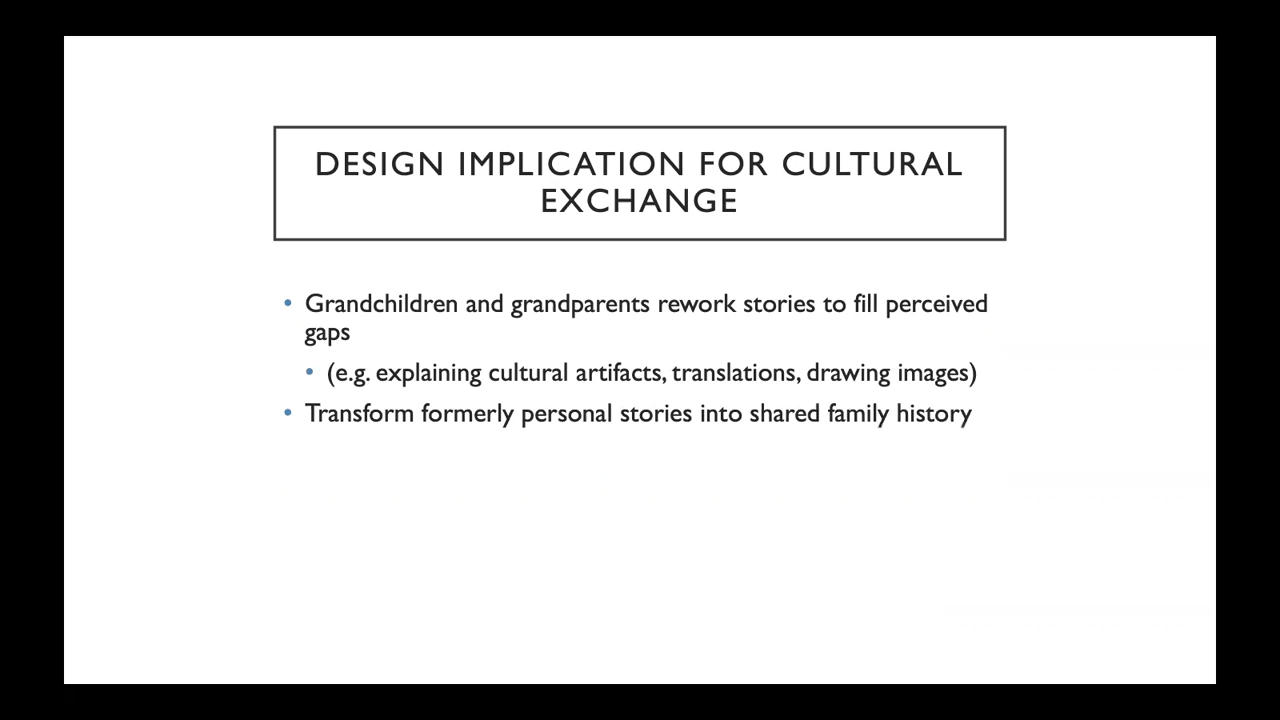 DESIGN IMPLICATION FOR CULTURAL
EXCHANGE
• Grandchildren and grandparents rework stories to fill perceived
gaps
• (e.g. explaining cultural artifacts, translations, drawing images)
• Transform formerly personal stories into shared family history